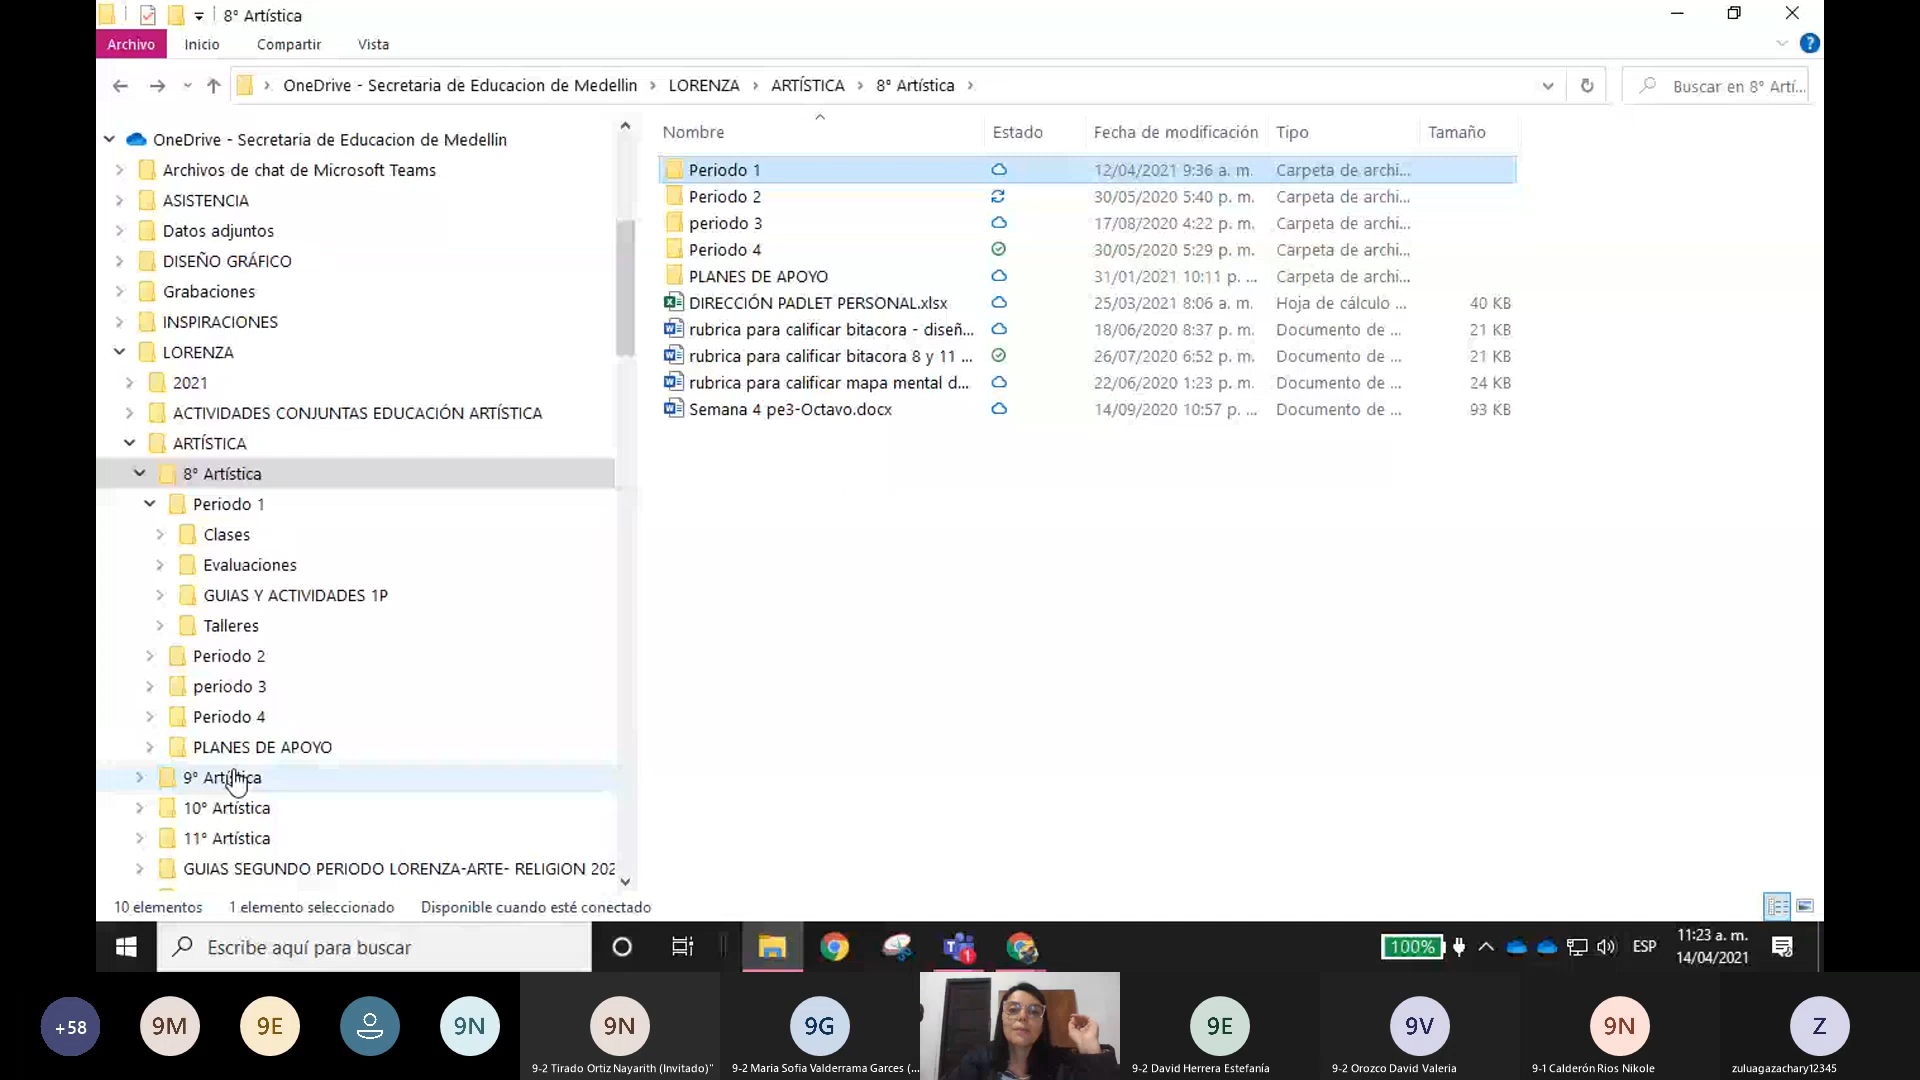 8° Artística
Archivo Inicio Compartir Vista
OneDrive - Secretaria de Educacion de Medellin LORENZA ARTÍSTICA 8° Artística
Buscar en 8° Artí...
OneDrive - Secretaria de Educacion de Medellin
Archivos de chat de Microsoft Teams
ASISTENCIA
Datos adjuntos
DISEÑO GRÁFICO
Grabaciones
INSPIRACIONES
LORENZA
2021
ACTIVIDADES CONJUNTAS EDUCACIÓN ARTÍSTICA
ARTÍSTICA
8° Artística
Periodo 1
Clases
Evaluaciones
GUIAS Y ACTIVIDADES 1P
Talleres
Periodo 2
periodo 3
Periodo 4
PLANES DE APOYO
9° Artística
10° Artística
11° Artística
GUIAS SEGUNDO PERIODO LORENZA-ARTE- RELIGION 202
Nombre Estado Fecha de modificación Tipo Tamaño
Periodo 1 12/04/2021 9:36 a. m. Carpeta de archi...
Periodo 2 30/05/2020 5:40 p. m. Carpeta de archi...
periodo 3 17/08/2020 4:22 p. m. Carpeta de archi...
Periodo 4 30/05/2020 5:29 p. m. Carpeta de archi...
PLANES DE APOYO 31/01/2021 10:11 p. ... Carpeta de archi...
DIRECCIÓN PADLET PERSONAL.xlsx 25/03/2021 8:06 a. m. Hoja de cálculo ... 40 KB
rubrica para calificar bitacora - diseñ... 18/06/2020 8:37 p. m. Documento de ... 21 KB
rubrica para calificar bitacora 8 y 11 ... 26/07/2020 6:52 p. m. Documento de ... 21 KB
rubrica para calificar mapa mental d... 22/06/2020 1:23 p. m. Documento de ... 24 KB
Semana 4 pe3-Octavo.docx 14/09/2020 10:57 p. ... Documento de ... 93 KB
10 elementos 1 elemento seleccionado Disponible cuando esté conectado
Escribe aquí para buscar
100% ESP
11:23 a. m.
14/04/2021
+58 9M 9E 9N 9N 9G 9E 9V 9N Z
9-2 Tirado Ortiz Nayarith (Invitado)"
9-2 Maria Sofia Valderrama Garces (...
9-2 David Herrera Estefanía
9-2 Orozco David Valeria
9-1 Calderón Rios Nikole
zuluagazachary12345